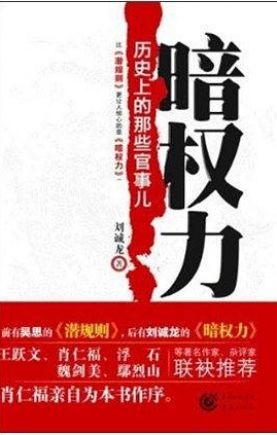 暗权力
历史上的那些官事儿
比《潜规则》更让人惊心的是《暗权力》
刘诚龙 著
前有吴思的《潜规则》,后有刘诚龙的《暗权力》
王跃文、肖仁福、浮 石
魏剑美、鄢烈山
等著名作家、杂评家
联袂推荐
肖仁福亲自为本书作序。